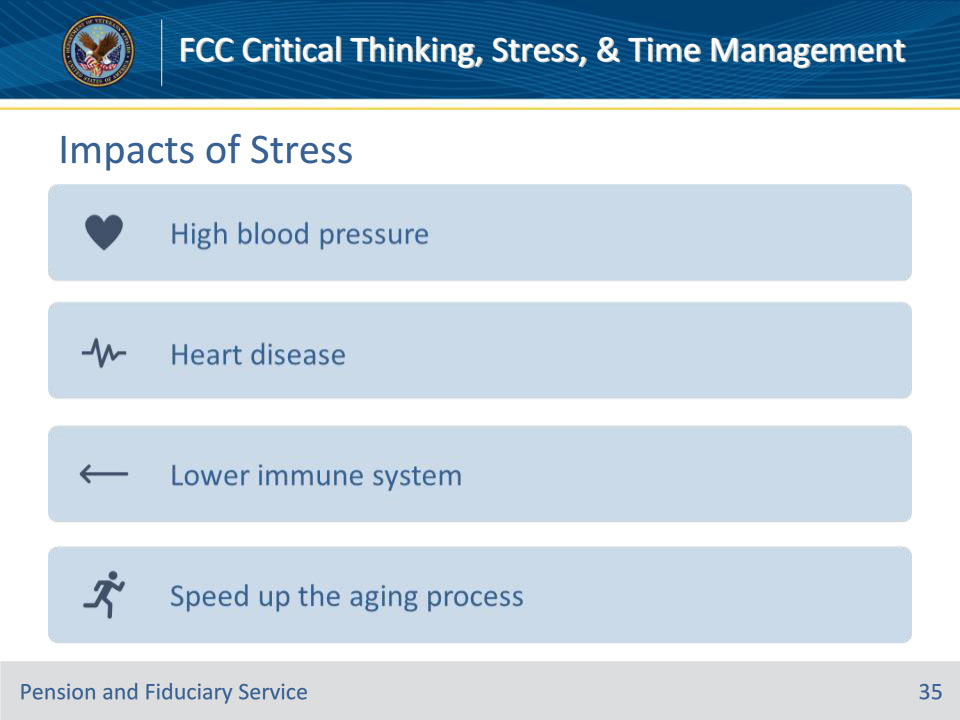 FCC Critical Thinking, Stress, & Time Management
Impacts of Stress
High blood pressure
Heart disease
Lower immune system
Speed up the aging process
Pension and Fiduciary Service
35